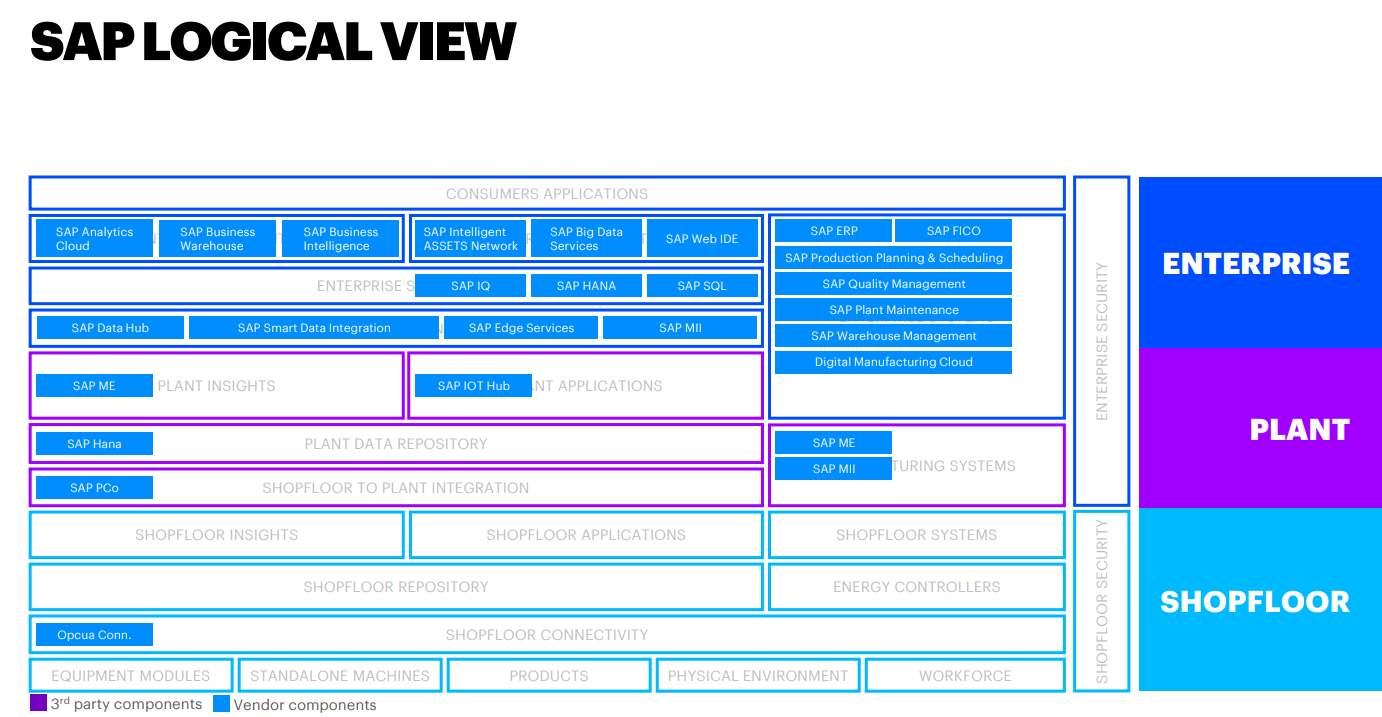 SAP LOGICAL VIEW
CONSUMERS APPLICATIONS
SAP Analytics
Cloud
SAP Business
Warehouse
SAP Business
Intelligence
SAP Intelligent
ASSETS Network
SAP Big Data
Services
SAP Web IDE
SAP ERP
SAP FICO
SAP Production Planning & Scheduling
SAP Quality Management
SAP Plant Maintenance
SAP Warehouse Management
Digital Manufacturing Cloud
ENTERPRISE S
SAP IQ
SAP HANA
SAP SQL
SAP Data Hub
SAP Smart Data Integration
SAP Edge Services
SAP MII
SAP ME
PLANT INSIGHTS
SAP IOT Hub
NT APPLICATIONS
SAP Hana
PLANT DATA REPOSITORY
SAP ME
SAP MII
TURING SYSTEMS
SAP PCo
SHOPFLOOR TO PLANT INTEGRATION
SHOPFLOOR INSIGHTS
SHOPFLOOR APPLICATIONS
SHOPFLOOR SYSTEMS
SHOPFLOOR REPOSITORY
ENERGY CONTROLLERS
Opcua Conn.
SHOPFLOOR CONNECTIVITY
EQUIPMENT MODULES
STANDALONE MACHINES
PRODUCTS
PHYSICAL ENVIRONMENT
WORKFORCE
ENTERPRISE SECURITY
SHOPFLOOR SECURITY
ENTERPRISE
PLANT
SHOPFLOOR
3rd party components
Vendor components